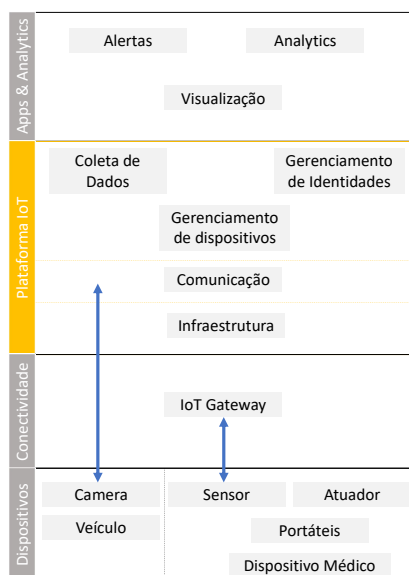 Apps & Analytics
Alertas
Analytics
Visualização
Plataforma IoT
Coleta de
Dados
Gerenciamento
de Identidades
Gerenciamento
de dispositivos
Comunicação
Infraestrutura
Conectividade
IoT Gateway
Dispositivos
Camera
Sensor
Atuador
Veículo
Portáteis
Dispositivo Médico